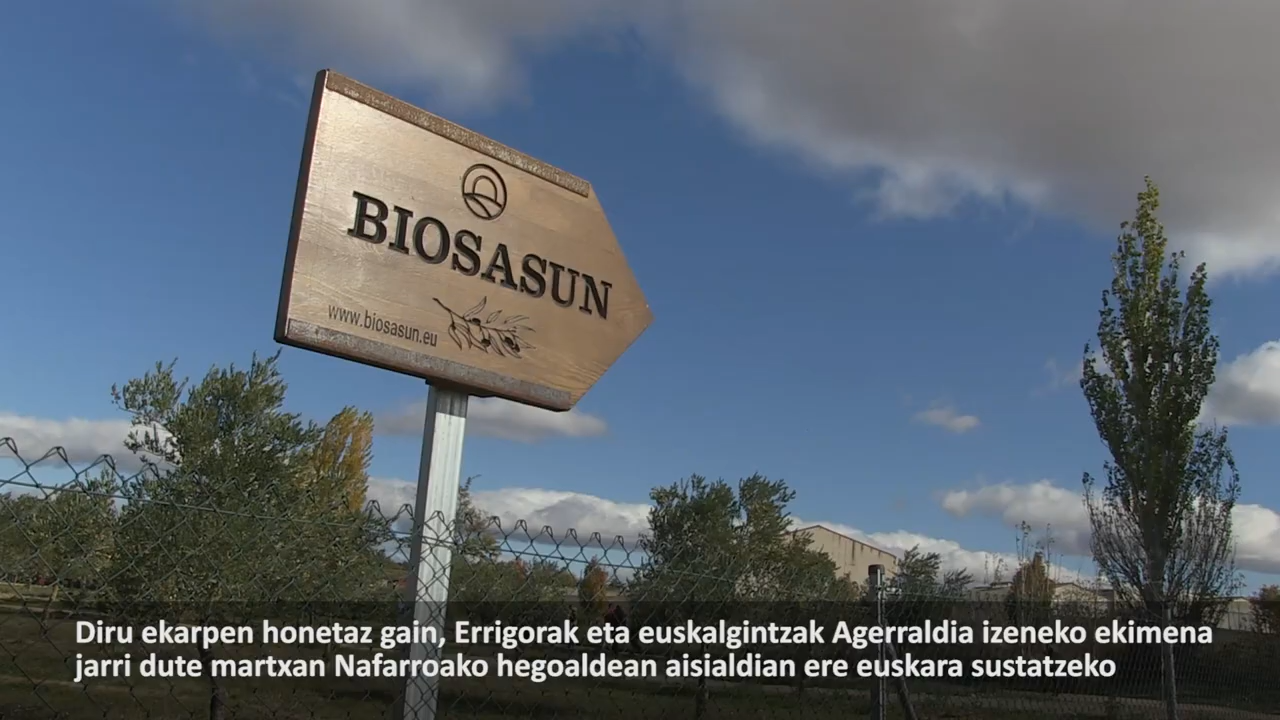 BIOSASUN
www.biosasun.eu
Diru ekarpen honetaz gain, Errigorak eta euskalgintzak Agerraldia izeneko ekimena
jarri dute martxan Nafarroako hegoaldean aisialdian ere euskara sustatzeko